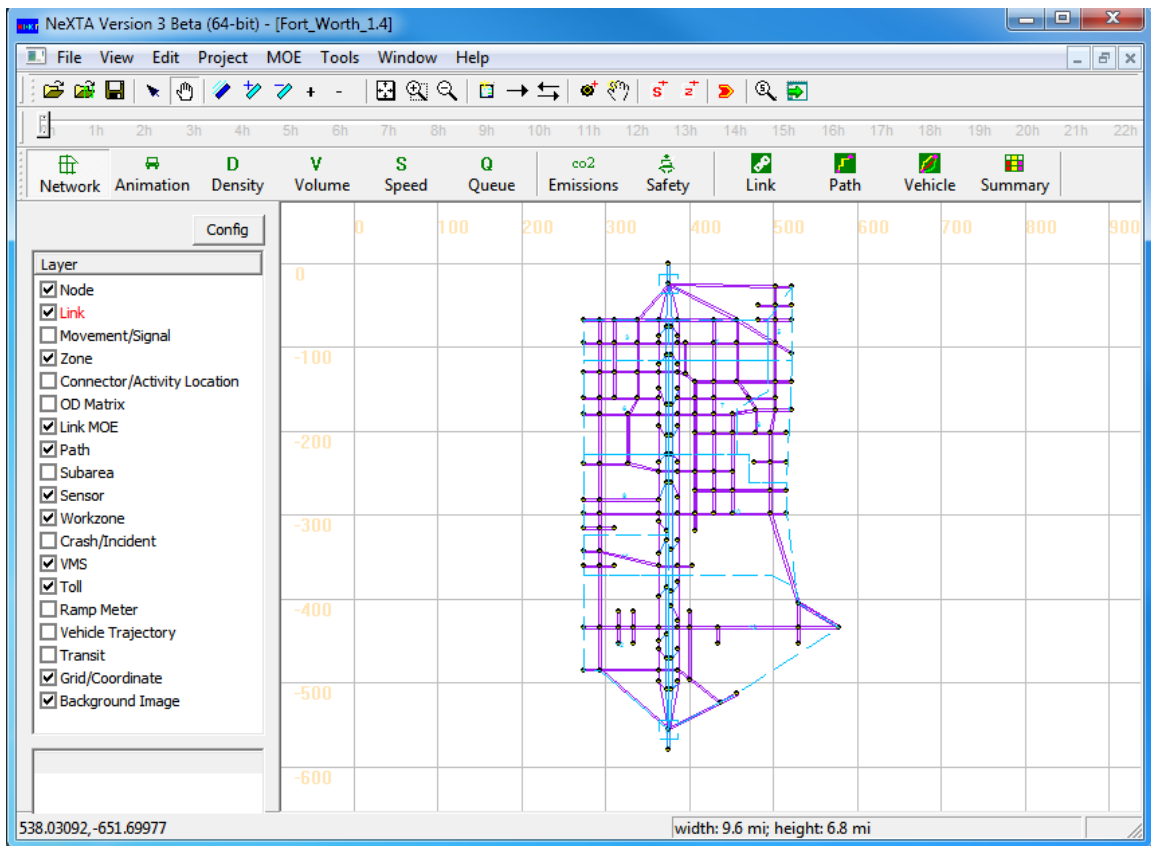 NeXTA Version 3 Beta (64-bit) - [Fort_Worth_1.4]
File View Edit Project MOE Tools Window Help
1h 2h 3h 4h 5h 6h 7h 8h 9h 10h 11h 12h 13h 14h 15h 16h 17h 18h 19h 20h 21h 22h
D V S Q co2
Network Animation Density Volume Speed Queue Emissions Safety Link Path Vehicle Summary
Config
0 100 200 300 400 500 600 700 800 900
Layer
0
Node
Link
Movement/Signal
Zone
-100
Connector/Activity Location
OD Matrix
Link MOE
-200
Path
Subarea
Sensor
Workzone
-300
Crash/Incident
VMS
Toll
Ramp Meter
-400
Vehicle Trajectory
Transit
Grid/Coordinate
Background Image
-500
-600
538.03092,-651.69977
width: 9.6 mi; height: 6.8 mi